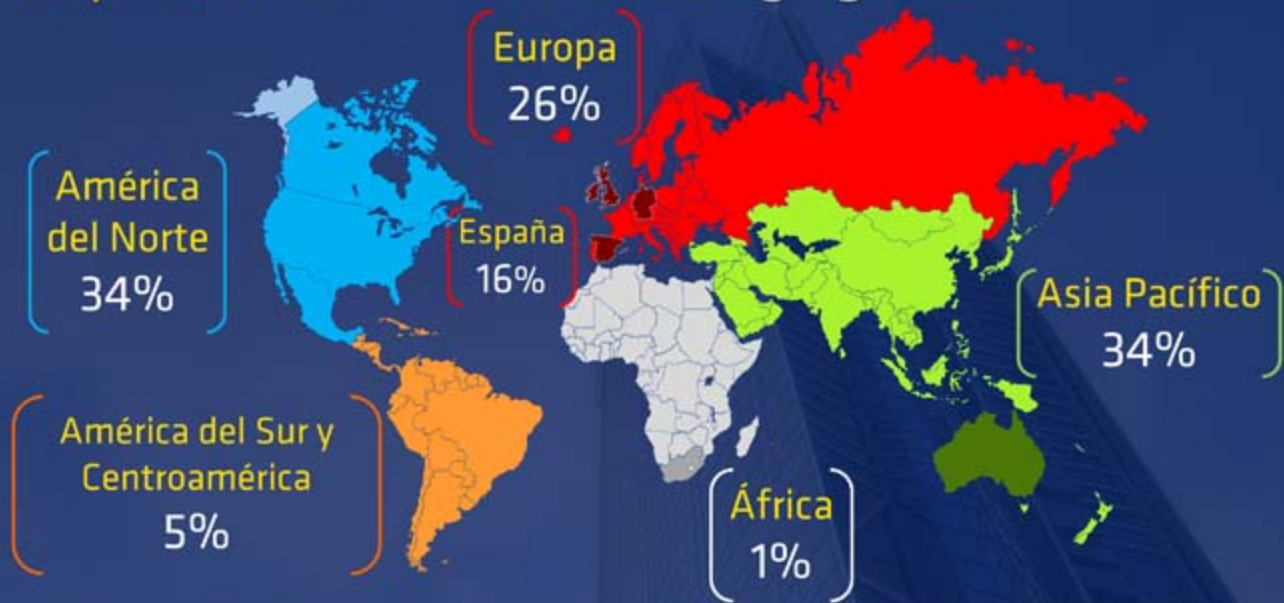 Europa
26%
América
del Norte
34%
España
16%
Asia Pacífico
34%
América del Sur y
Centroamérica
5%
África
1%